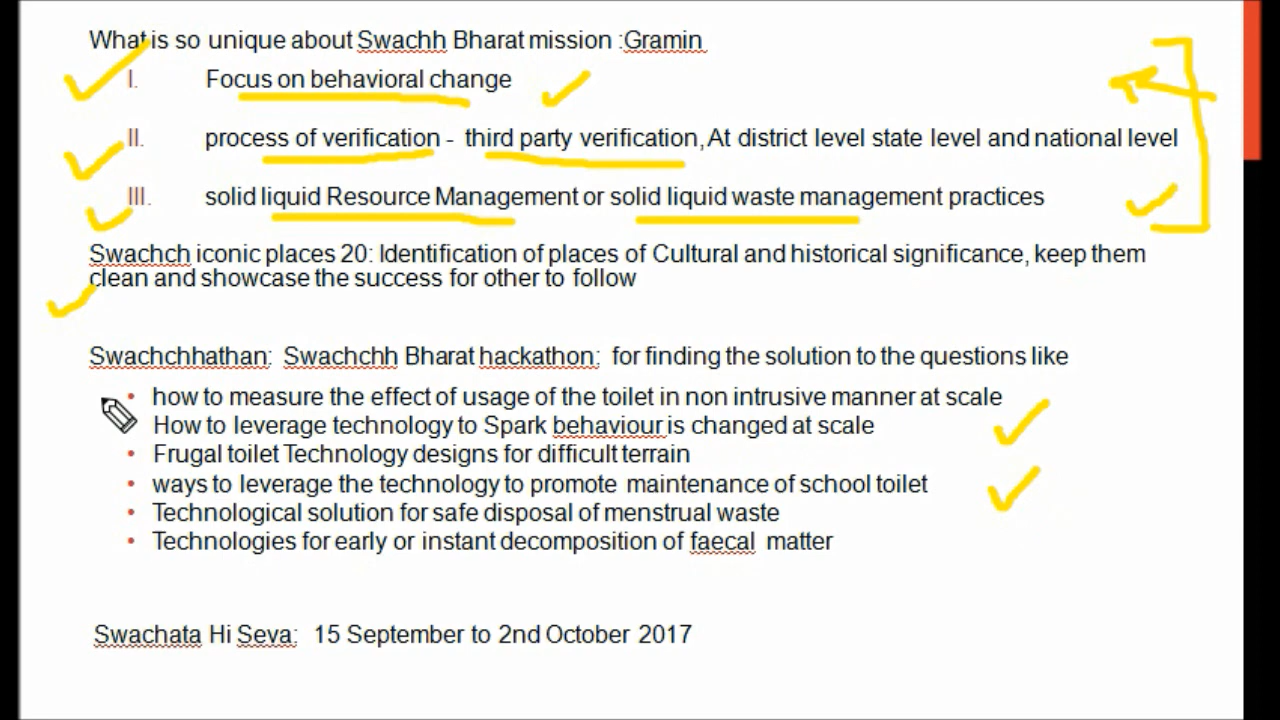 What is so unique about Swachh Bharat mission :Gramin
I. Focus on behavioral change
II. process of verification - third party verification, At district level state level and national level
III. solid liquid Resource Management or solid liquid waste management practices
Swachch iconic places 20: Identification of places of Cultural and historical significance, keep them
clean and showcase the success for other to follow
Swachchhathan: Swachchh Bharat hackathon: for finding the solution to the questions like
• how to measure the effect of usage of the toilet in non intrusive manner at scale
How to leverage technology to Spark behaviour is changed at scale
• Frugal toilet Technology designs for difficult terrain
• ways to leverage the technology to promote maintenance of school toilet
• Technological solution for safe disposal of menstrual waste
• Technologies for early or instant decomposition of faecal matter
Swachata Hi Seva: 15 September to 2nd October 2017